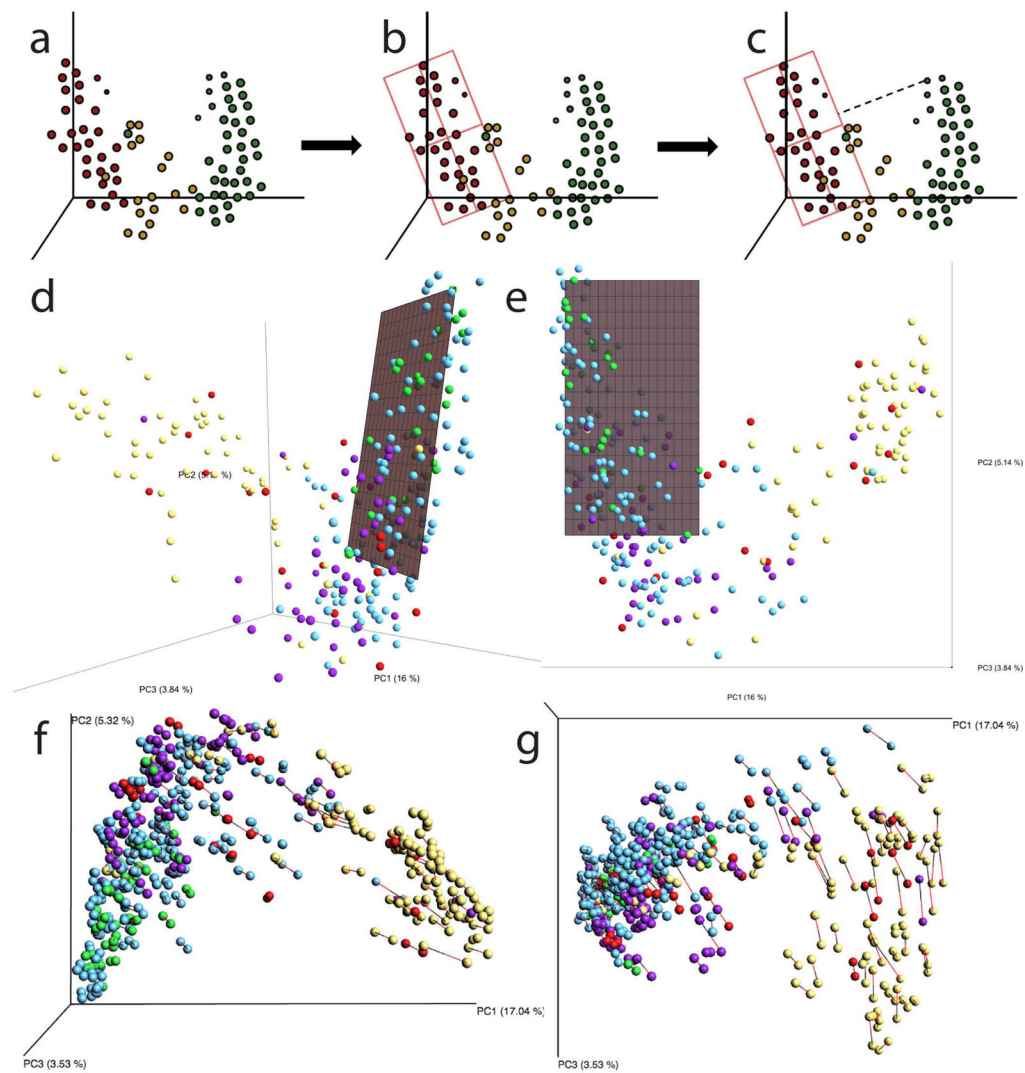 a
b
c
d
e
PC2 (5.14 %)
PC2 (5.14 %)
PC3 (3.84 %)
PC1 (16 %)
PC3 (3.84 %)
PC1 (16 %)
f
PC2 (5.32 %)
g
PC1 (17.04 %)
PC1 (17.04 %)
PC3 (3.53 %)
PC3 (3.53 %)